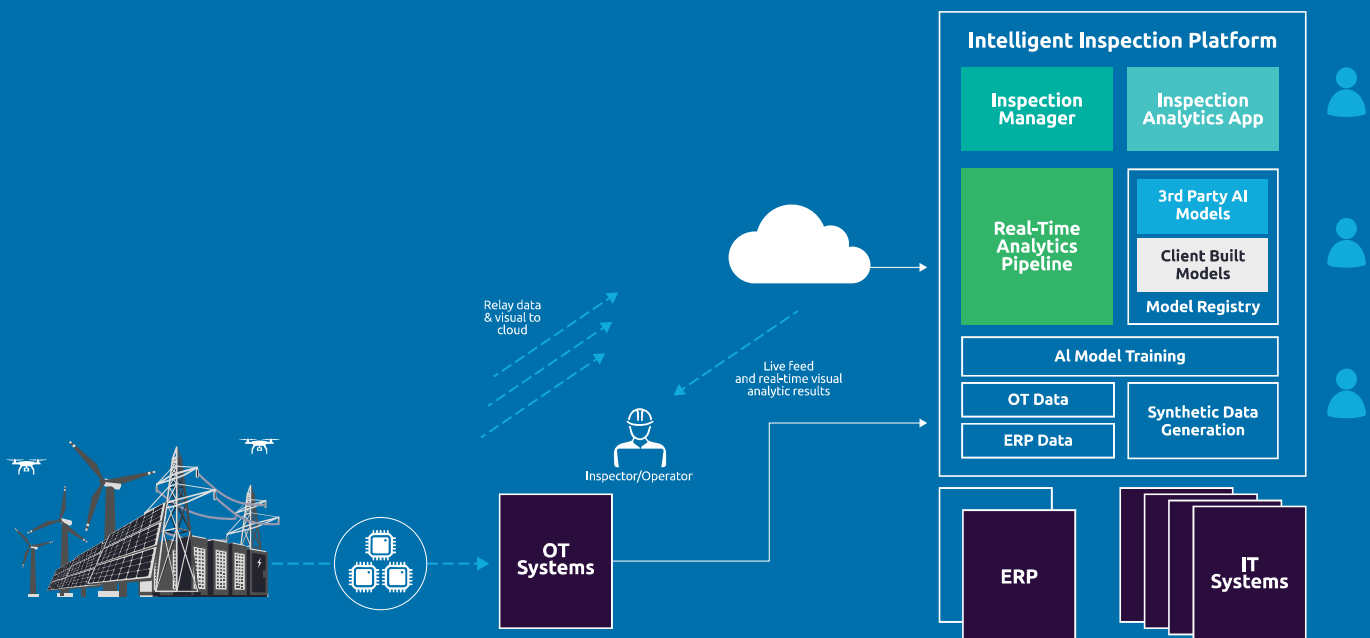 Intelligent Inspection Platform
Inspection
Manager
Inspection
Analytics App
Real-Time
Analytics
Pipeline
3rd Party AI
Models
Client Built
Models
Model Registry
AI Model Training
OT Data
ERP Data
Synthetic Data
Generation
Relay data
& visual to
cloud
Live feed
and real-time visual
analytic results
Inspector/Operator
OT
Systems
ERP
IT
Systems